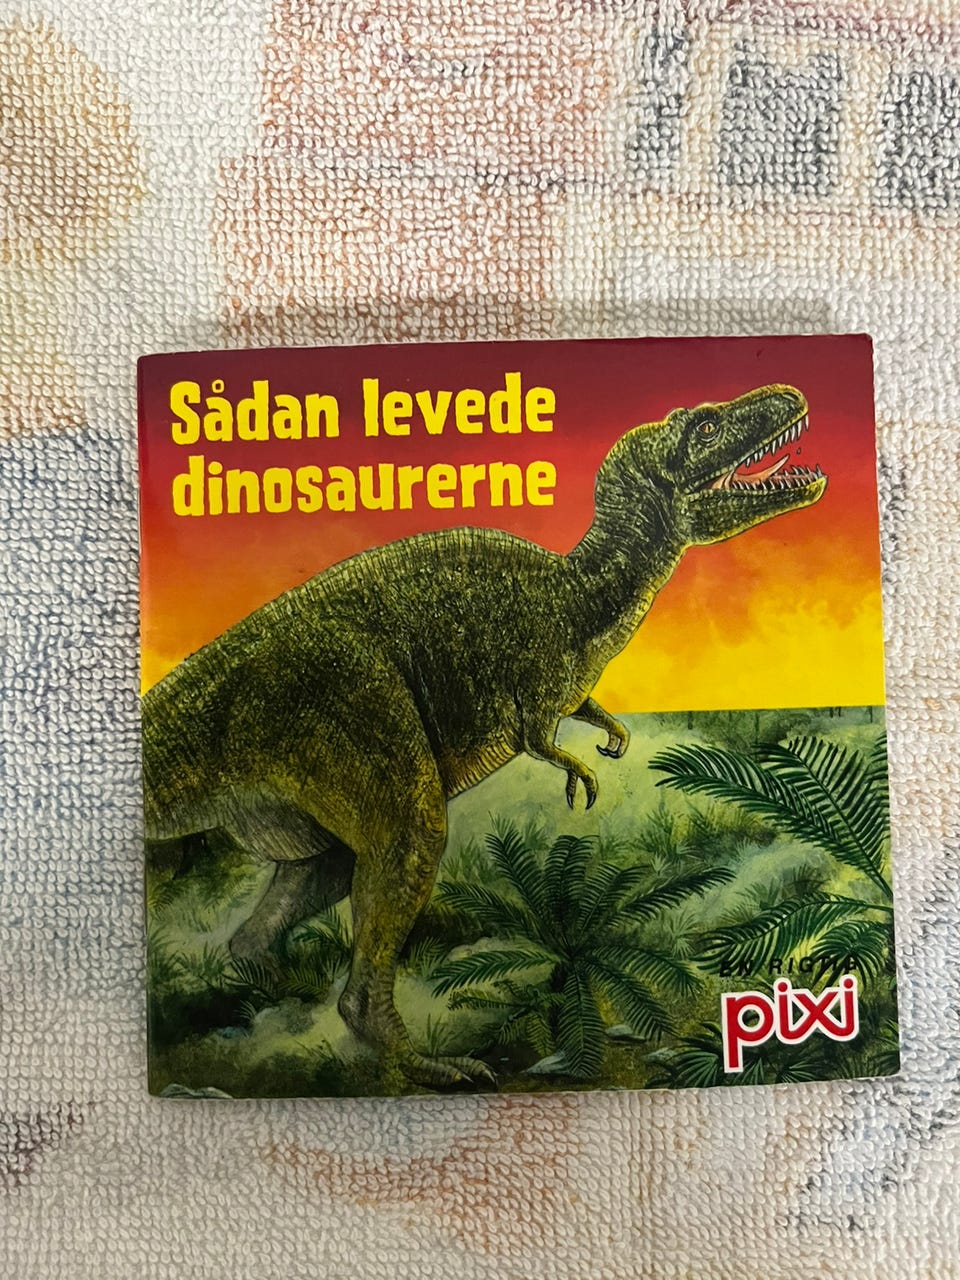 Sådan levede
dinosaurerne
EN RIGTIG
pixi